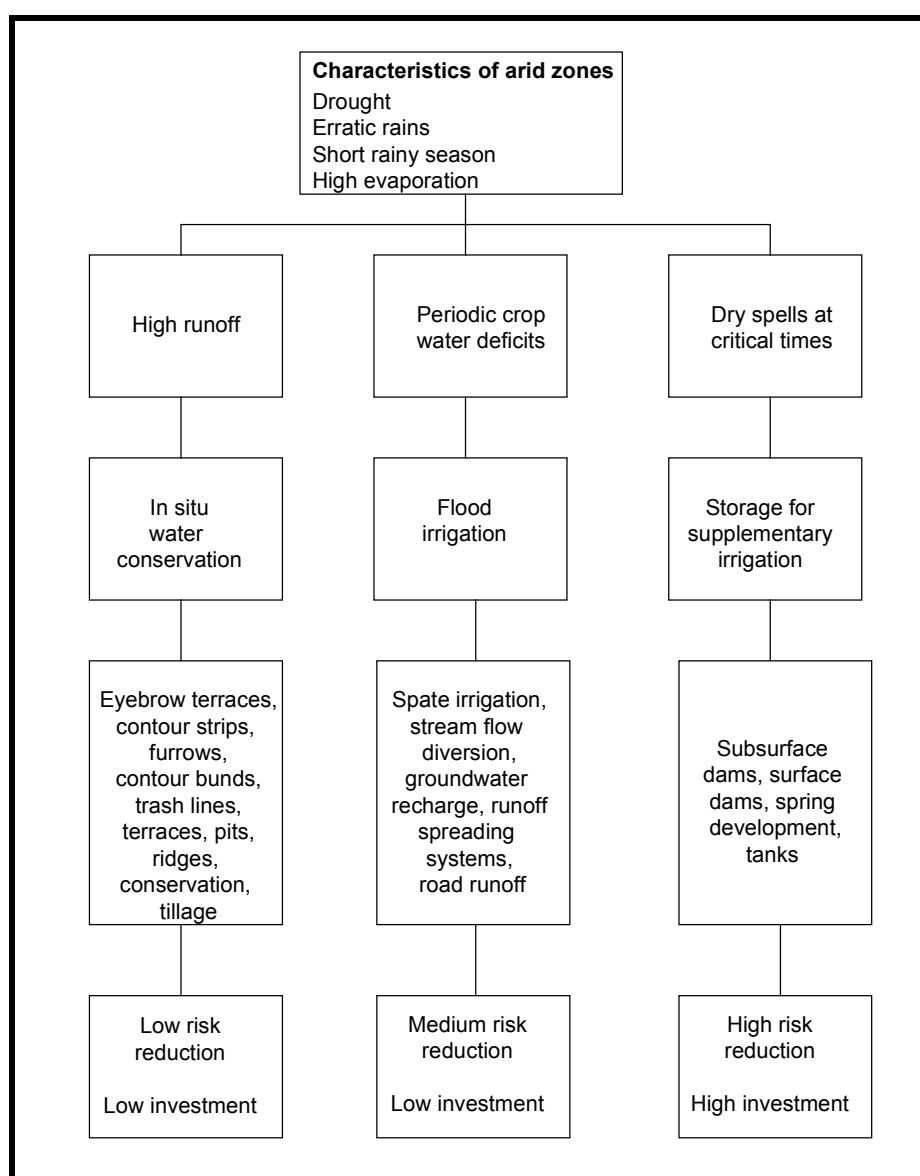 Characteristics of arid zones
Drought
Erratic rains
Short rainy season
High evaporation
High runoff
Periodic crop
water deficits
Dry spells at
critical times
In situ
water
conservation
Flood
irrigation
Storage for
supplementary
irrigation
Eyebrow terraces,
contour strips,
furrows,
contour bunds,
trash lines,
terraces, pits,
ridges,
conservation,
tillage
Spate irrigation,
stream flow
diversion,
groundwater
recharge, runoff
spreading
systems,
road runoff
Subsurface
dams, surface
dams, spring
development,
tanks
Low risk
reduction
Low investment
Medium risk
reduction
Low investment
High risk
reduction
High investment